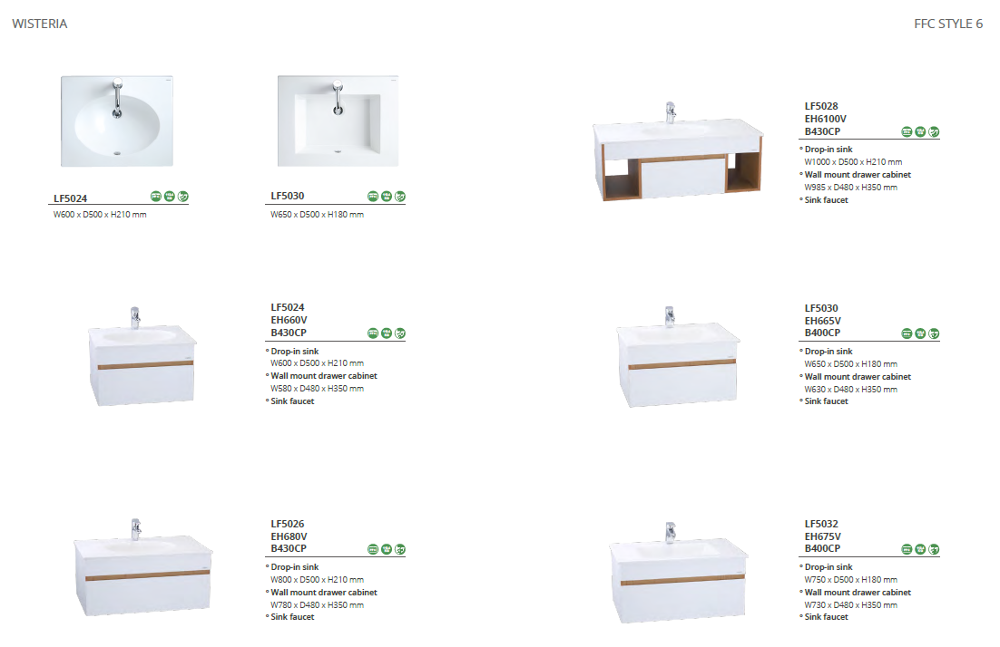 WISTERIA
FFC STYLE 6
LF5024
W600 x D500 x H210 mm
LF5030
W650 x D500 x H180 mm
LF5028
EH6100V
B430CP
° Drop-in sink
W1000 x D500 x H210 mm
° Wall mount drawer cabinet
W985 x D480 x H350 mm
° Sink faucet
LF5024
EH660V
B430CP
° Drop-in sink
W600 x D500 x H210 mm
° Wall mount drawer cabinet
W580 x D480 x H350 mm
° Sink faucet
LF5030
EH665V
B400CP
° Drop-in sink
W650 x D500 x H180 mm
° Wall mount drawer cabinet
W630 x D480 x H350 mm
° Sink faucet
LF5026
EH680V
B430CP
° Drop-in sink
W800 x D500 x H210 mm
° Wall mount drawer cabinet
W780 x D480 x H350 mm
° Sink faucet
LF5032
EH675V
B400CP
° Drop-in sink
W750 x D500 x H180 mm
° Wall mount drawer cabinet
W730 x D480 x H350 mm
° Sink faucet